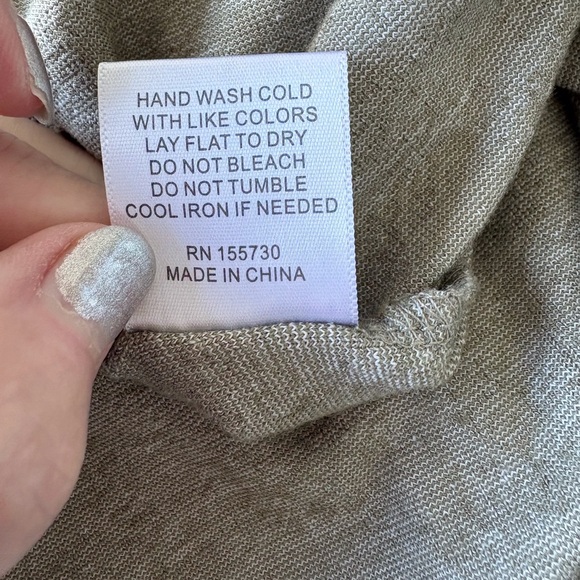 HAND WASH COLD
WITH LIKE COLORS
LAY FLAT TO DRY
DO NOT BLEACH
DO NOT TUMBLE
COOL IRON IF NEEDED
RN 155730
MADE IN CHINA